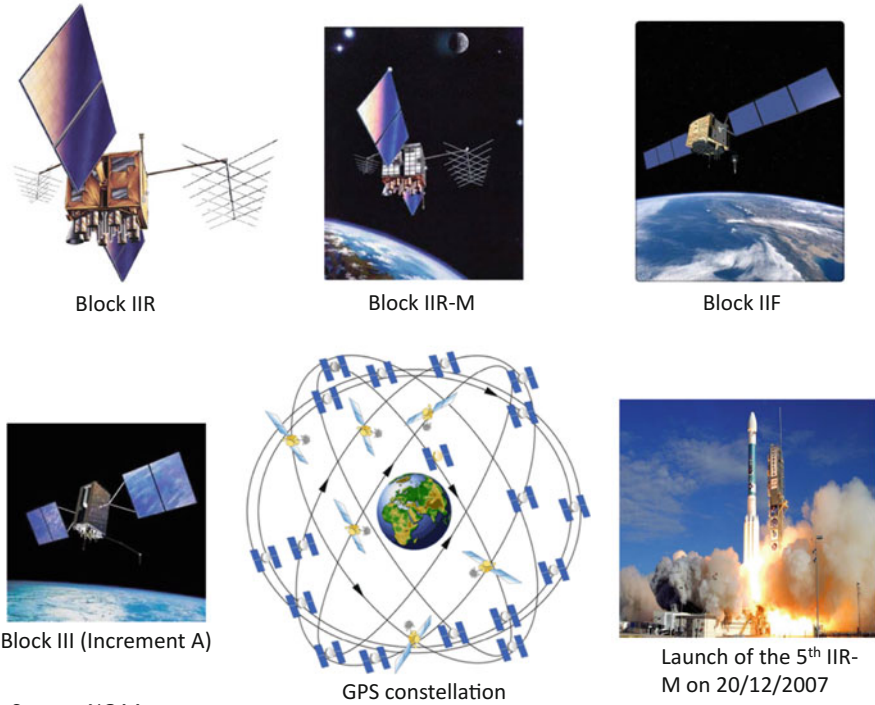 Block IIR
Block IIR-M
Block IIF
Block III (Increment A)
GPS constellation
Launch of the 5th IIR-
M on 20/12/2007